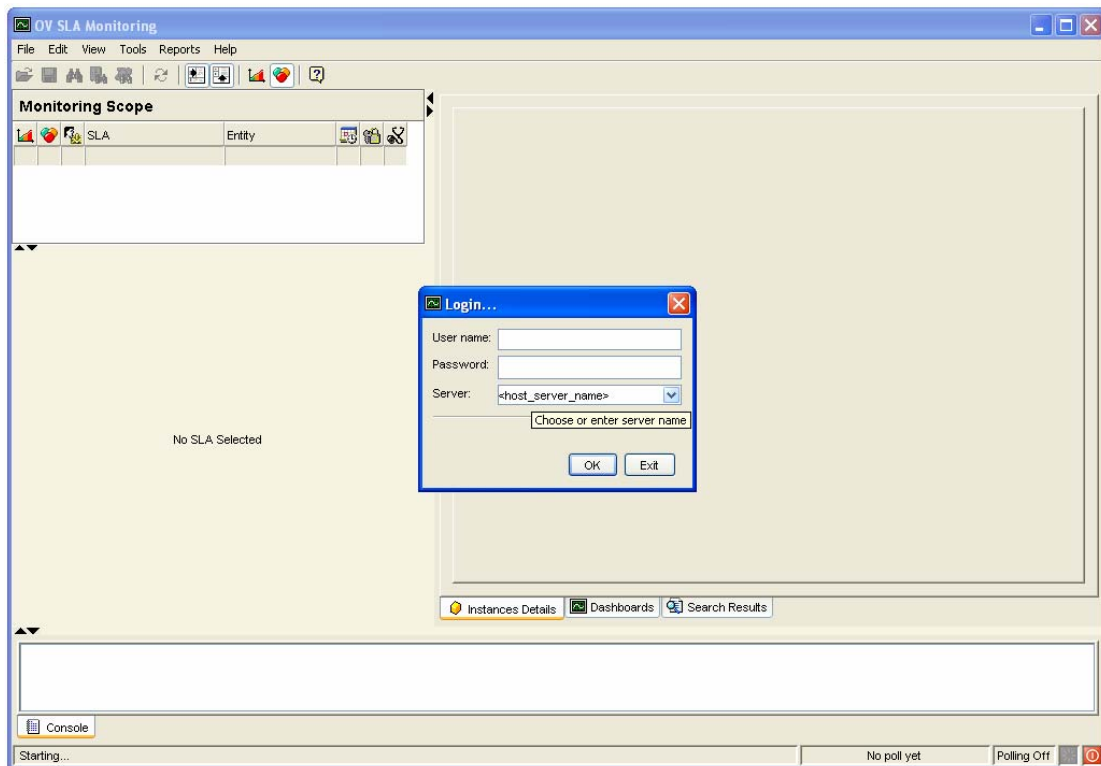 OV SLA Monitoring
File Edit View Tools Reports Help
Monitoring Scope
SLA Entity
No SLA Selected
Login...
User name:
Password:
Server: <host_server_name>
Choose or enter server name
OK Exit
Instances Details Dashboards Search Results
Console
Starting... No poll yet Polling Off